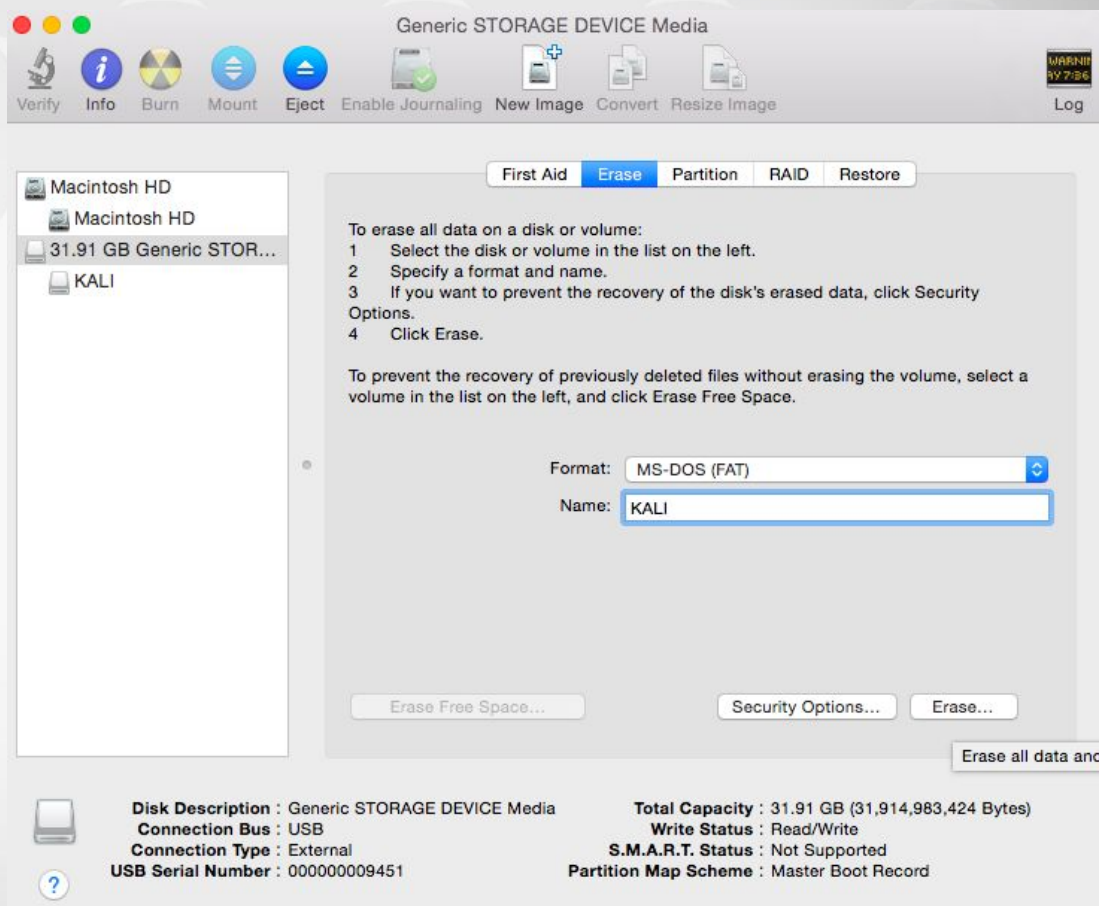 Generic STORAGE DEVICE Media
Verify Info Burn Mount Eject Enable Journaling New Image Convert Resize Image Log
WARNIN
AY 7:36
Macintosh HD
Macintosh HD
31.91 GB Generic STOR...
KALI
First Aid Erase Partition RAID Restore
To erase all data on a disk or volume:
1 Select the disk or volume in the list on the left.
2 Specify a format and name.
3 If you want to prevent the recovery of the disk's erased data, click Security
Options.
4 Click Erase.
To prevent the recovery of previously deleted files without erasing the volume, select a
volume in the list on the left, and click Erase Free Space.
Format: MS-DOS (FAT)
Name: KALI
Erase Free Space... Security Options... Erase...
Erase all data and
Disk Description : Generic STORAGE DEVICE Media
Connection Bus : USB
Connection Type : External
USB Serial Number : 000000009451
Total Capacity : 31.91 GB (31,914,983,424 Bytes)
Write Status : Read/Write
S.M.A.R.T. Status : Not Supported
Partition Map Scheme : Master Boot Record
?